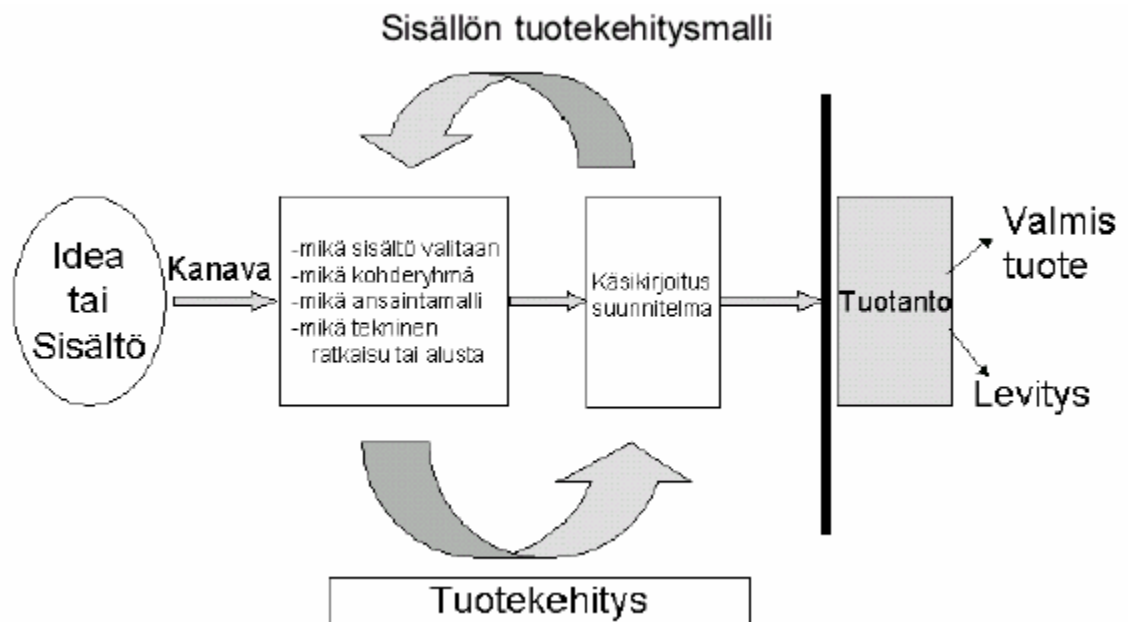 Sisällön tuotekehitysmalli
Idea
tai
Sisältö
Kanava
-mikä sisältö valitaan
-mikä kohderyhmä
-mikä ansaintamalli
-mikä tekninen
ratkaisu tai alusta
Käsikirjoitus
suunnitelma
Tuotanto
Valmis
tuote
Levitys
Tuotekehitys